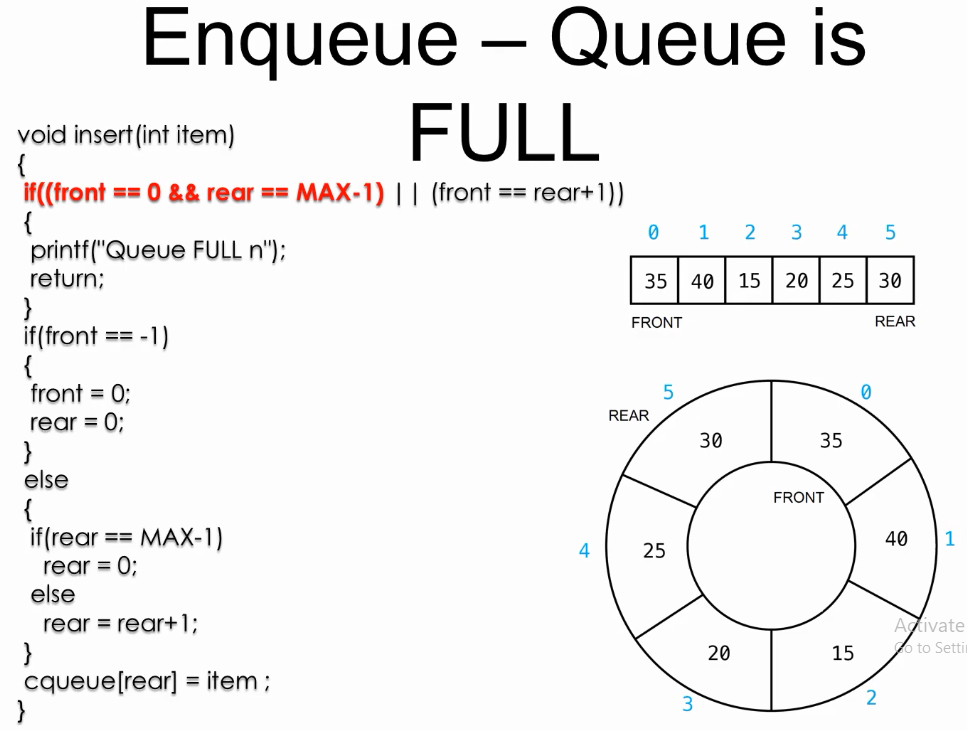 Enqueue – Queue is
FULL
void insert(int item)
{
if((front == 0 && rear == MAX-1) || (front == rear+1))
{
printf("Queue FULL n");
return;
}
if(front == -1)
{
front = 0;
rear = 0;
}
else
{
if(rear == MAX-1)
rear = 0;
else
rear = rear+1;
}
cqueue[rear] = item ;
}
0 1 2 3 4 5
35 40 15 20 25 30
FRONT REAR
5 0
REAR
30 35
FRONT
4 25 40 1
20 15
3 2
Activate
Go to Setti